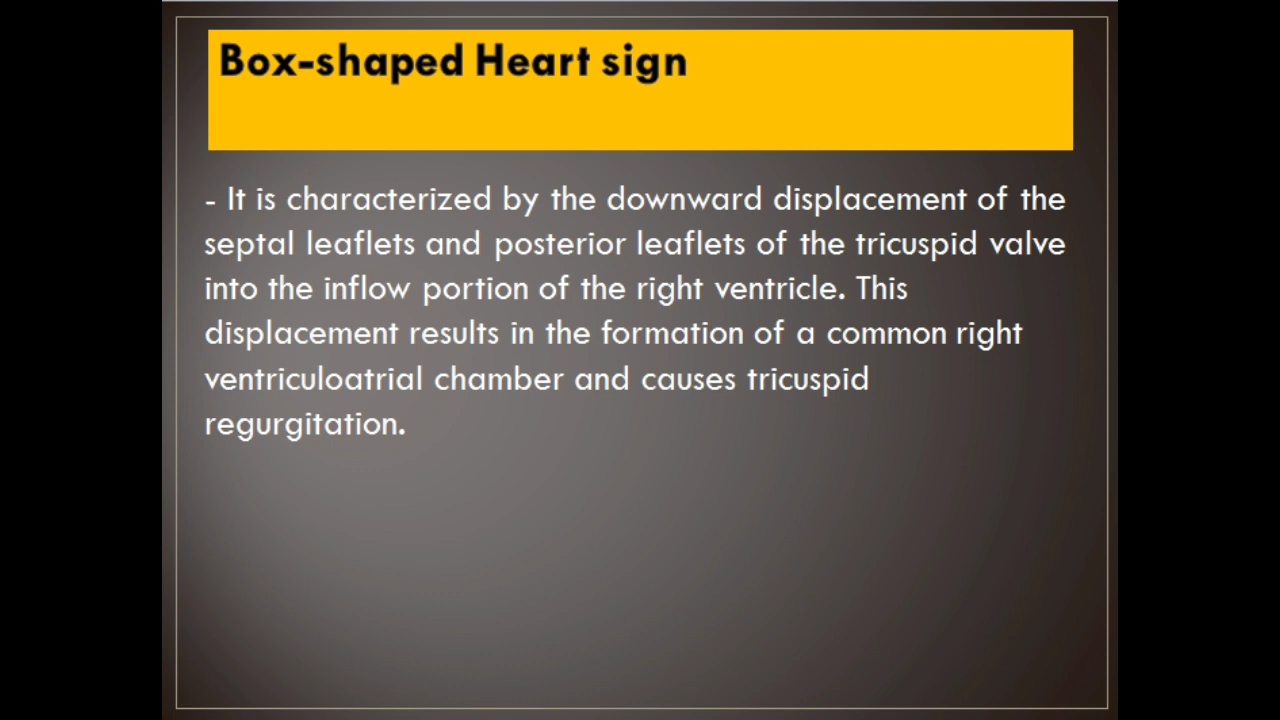 Box-shaped Heart sign
- It is characterized by the downward displacement of the
septal leaflets and posterior leaflets of the tricuspid valve
into the inflow portion of the right ventricle. This
displacement results in the formation of a common right
ventriculoatrial chamber and causes tricuspid
regurgitation.